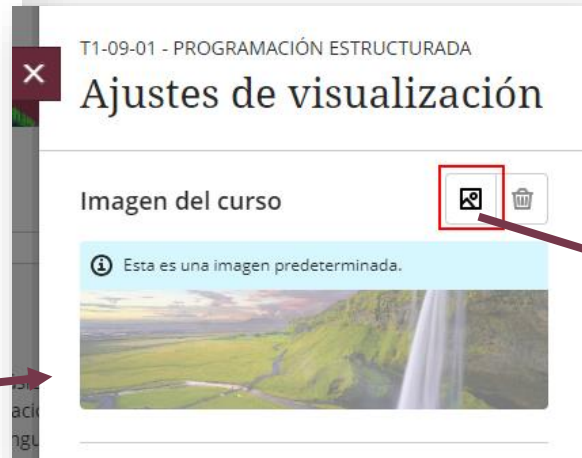 T1-09-01 - PROGRAMACIÓN ESTRUCTURADA
Ajustes de visualización
Imagen del curso
Esta es una imagen predeterminada.